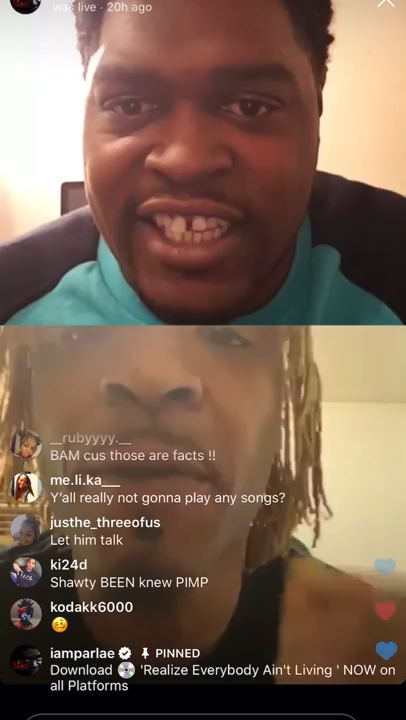 was live · 20h ago
__rubyyyy.__
BAM cus those are facts !!
me.li.ka___
Y'all really not gonna play any songs?
justhe_threeofus
Let him talk
ki24d
Shawty BEEN knew PIMP
kodakk6000
🥴
iamparlae PINNED
Download 💿 'Realize Everybody Ain't Living ' NOW on
all Platforms